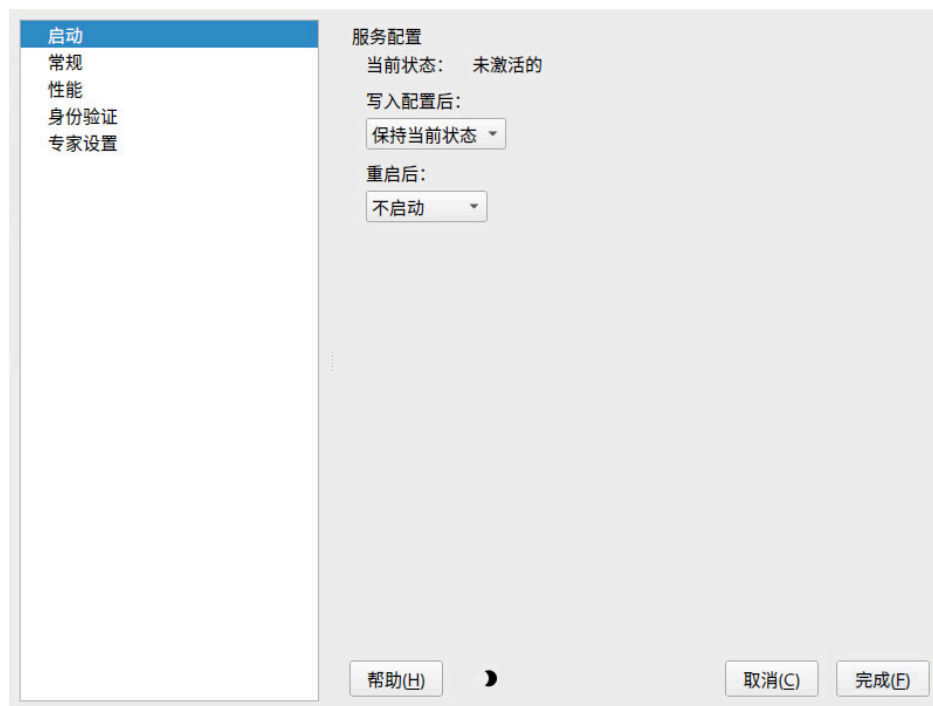 启动
常规
性能
身份验证
专家设置
服务配置
当前状态： 未激活的
写入配置后：
保持当前状态
重启后：
不启动
帮助(H)
取消(C)
完成(F)